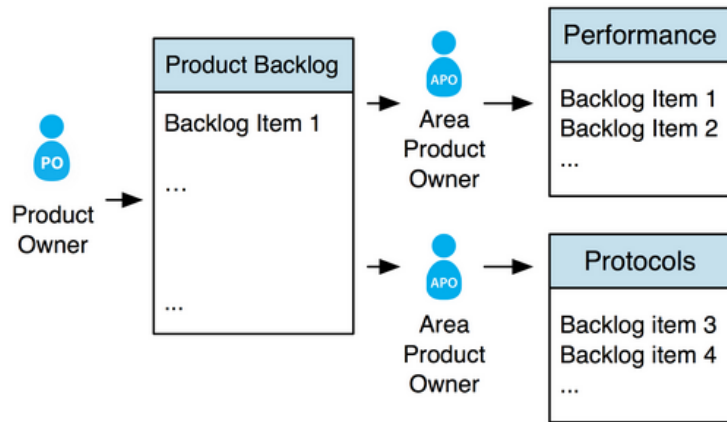 PO
Product
Owner
Product Backlog
Backlog Item 1
...
...
APO
Area
Product
Owner
Performance
Backlog Item 1
Backlog Item 2
...
APO
Area
Product
Owner
Protocols
Backlog item 3
Backlog item 4
...